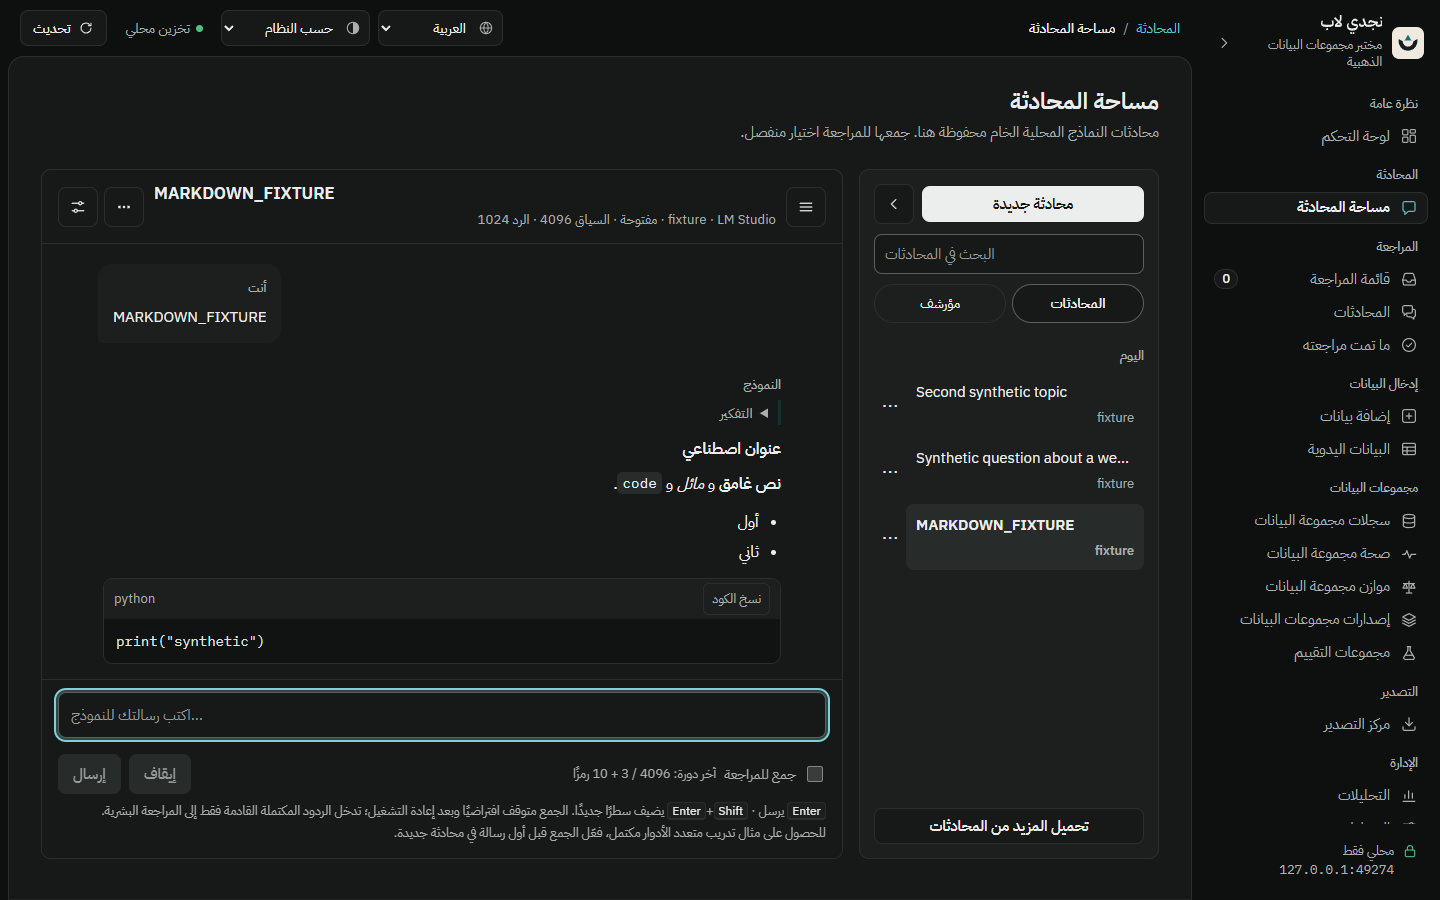 نجدي لاب
مختبر مجموعات البيانات
الذهبية
المحادثة / مساحة المحادثة
العربية
حسب النظام
تخزين محلي
تحديث
نظرة عامة
لوحة التحكم
المحادثة
مساحة المحادثة
المراجعة
قائمة المراجعة 0
المحادثات
ما تمت مراجعته
إدخال البيانات
إضافة بيانات
البيانات اليدوية
مجموعات البيانات
سجلات مجموعة البيانات
صحة مجموعة البيانات
موازن مجموعة البيانات
إصدارات مجموعات البيانات
مجموعات التقييم
التصدير
مركز التصدير
الإدارة
التحليلات
محلي فقط
127.0.0.1:49274
مساحة المحادثة
محادثات النماذج المحلية الخام محفوظة هنا. جمعها للمراجعة اختيار منفصل.
محادثة جديدة
البحث في المحادثات
المحادثات
مؤرشف
اليوم
Second synthetic topic
fixture
Synthetic question about a we...
fixture
MARKDOWN_FIXTURE
fixture
تحميل المزيد من المحادثات
MARKDOWN_FIXTURE
fixture · LM Studio · مفتوحة · السياق 4096 · الرد 1024
أنت
MARKDOWN_FIXTURE
النموذج
التفكير
عنوان اصطناعي
نص غامق و مائل و code.
• أول
• ثاني
python
نسخ الكود
print("synthetic")
اكتب رسالتك للنموذج...
جمع للمراجعة
آخر دورة: 4096 / 3 + 10 رمزًا
إيقاف
إرسال
Enter يرسل · Shift + Enter يضيف سطرًا جديدًا. الجمع متوقف افتراضيًا وبعد إعادة التشغيل؛ تدخل الردود المكتملة القادمة فقط إلى المراجعة البشرية.
للحصول على مثال تدريب متعدد الأدوار مكتمل، فعّل الجمع قبل أول رسالة في محادثة جديدة.